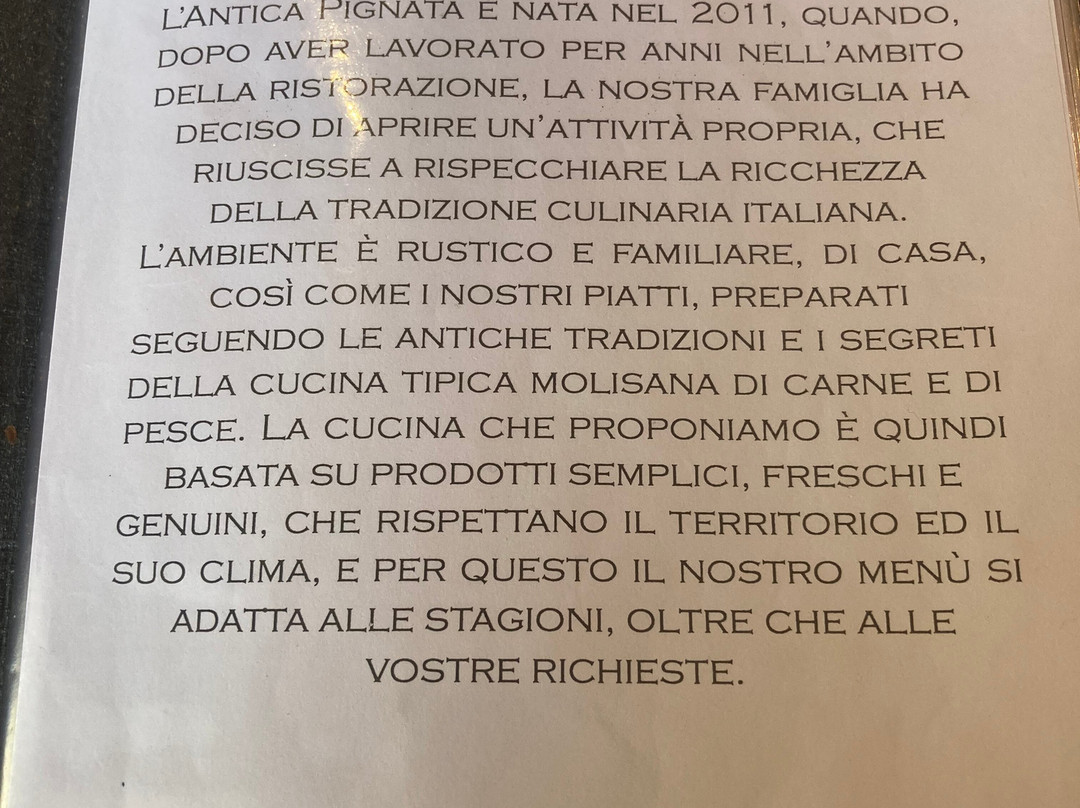 L'ANTICA PIGNATA È NATA NEL 2011, QUANDO,
DOPO AVER LAVORATO PER ANNI NELL'AMBITO
DELLA RISTORAZIONE, LA NOSTRA FAMIGLIA HA
DECISO DI APRIRE UN'ATTIVITÀ PROPRIA, CHE
RIUSCISSE A RISPECCHIARE LA RICCHEZZA
DELLA TRADIZIONE CULINARIA ITALIANA.
L'AMBIENTE È RUSTICO E FAMILIARE, DI CASA,
COSÌ COME I NOSTRI PIATTI, PREPARATI
SEGUENDO LE ANTICHE TRADIZIONI E I SEGRETI
DELLA CUCINA TIPICA MOLISANA DI CARNE E DI
PESCE. LA CUCINA CHE PROPONIAMO È QUINDI
BASATA SU PRODOTTI SEMPLICI, FRESCHI E
GENUINI, CHE RISPETTANO IL TERRITORIO ED IL
SUO CLIMA, E PER QUESTO IL NOSTRO MENÙ SI
ADATTA ALLE STAGIONI, OLTRE CHE ALLE
VOSTRE RICHIESTE.